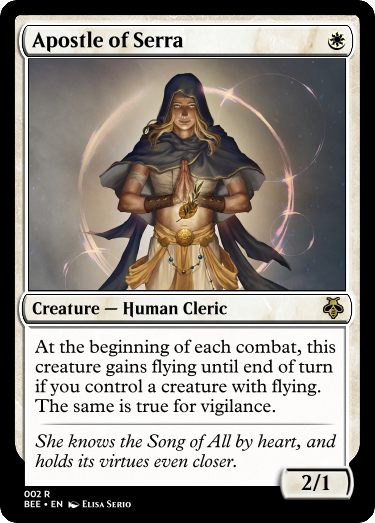 Apostle of Serra
Creature — Human Cleric
At the beginning of each combat, this
creature gains flying until end of turn
if you control a creature with flying.
The same is true for vigilance.
She knows the Song of All by heart, and
holds its virtues even closer.
2/1
002 R
BEE • EN Elisa Serio